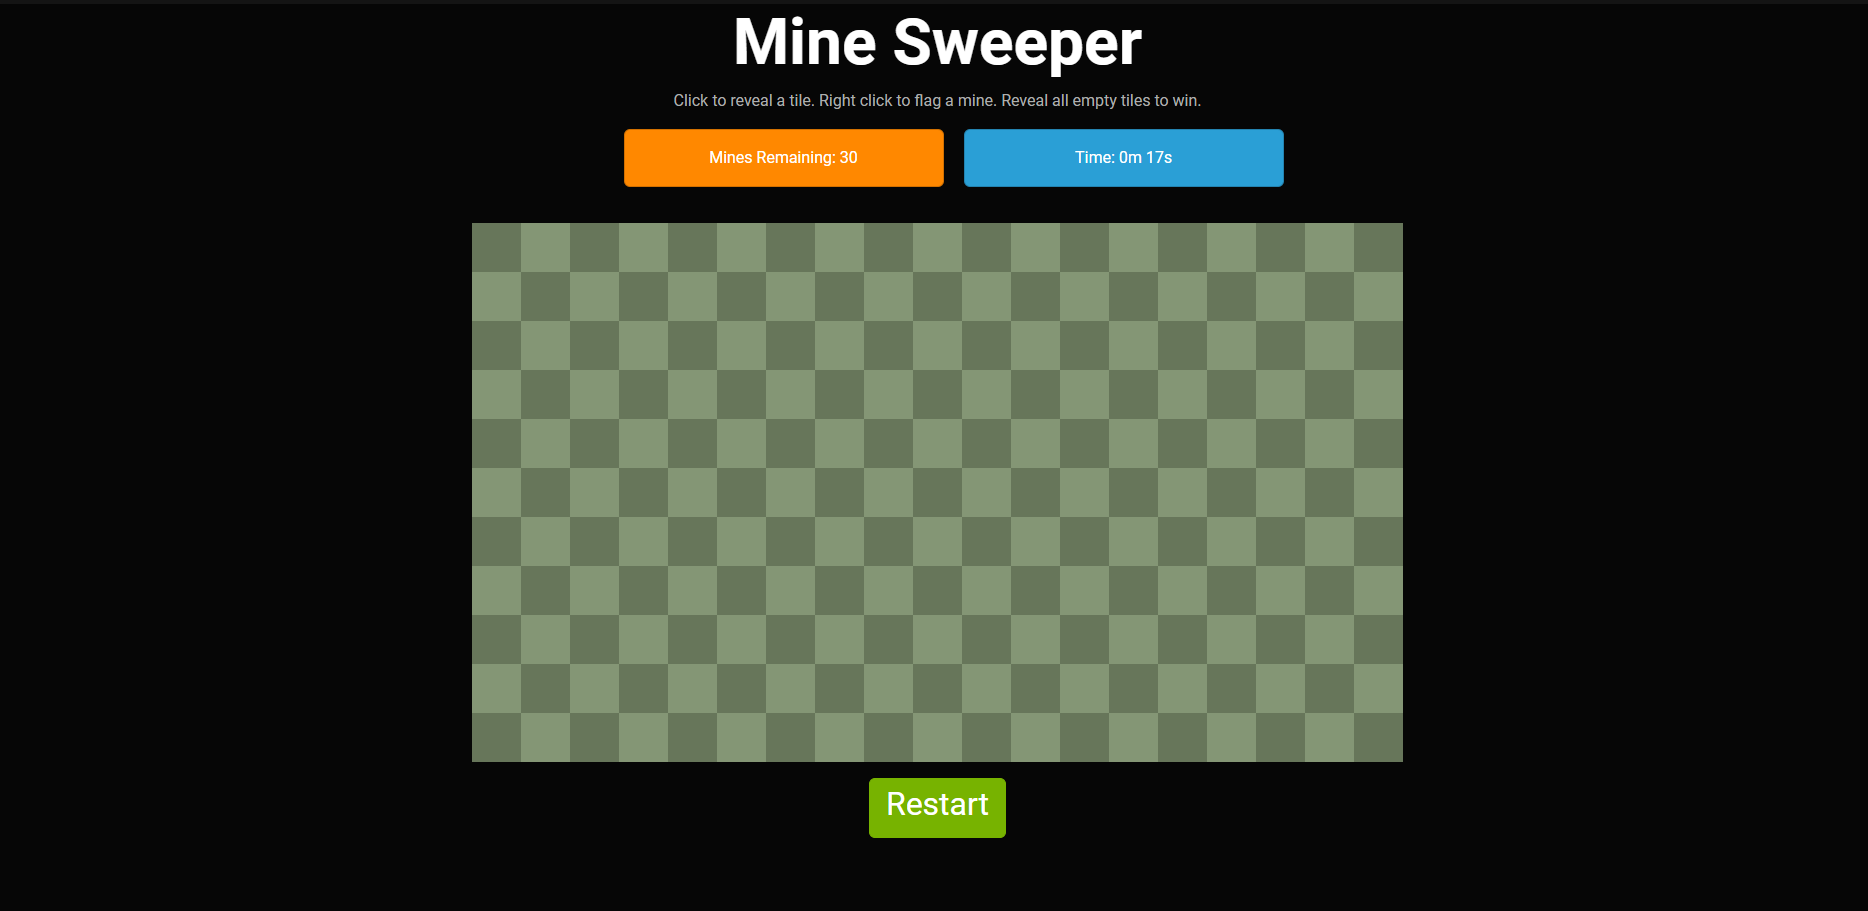 Mine Sweeper
Click to reveal a tile. Right click to flag a mine. Reveal all empty tiles to win.
Mines Remaining: 30
Time: 0m 17s
Restart